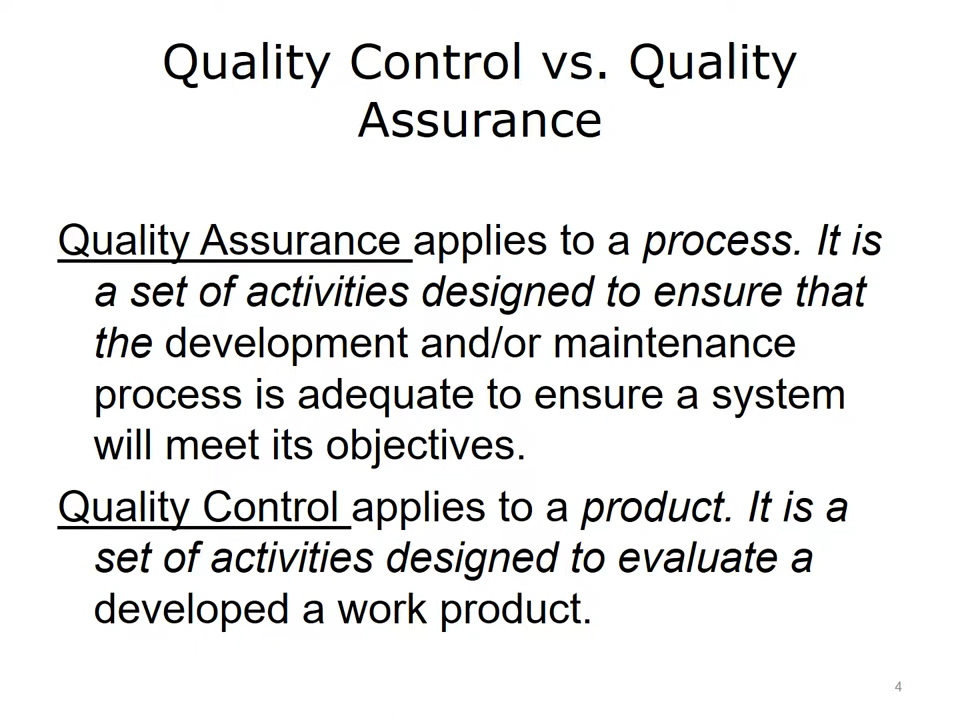 Quality Control vs. Quality
Assurance
Quality Assurance applies to a process. It is
a set of activities designed to ensure that
the development and/or maintenance
process is adequate to ensure a system
will meet its objectives.
Quality Control applies to a product. It is a
set of activities designed to evaluate a
developed a work product.
4